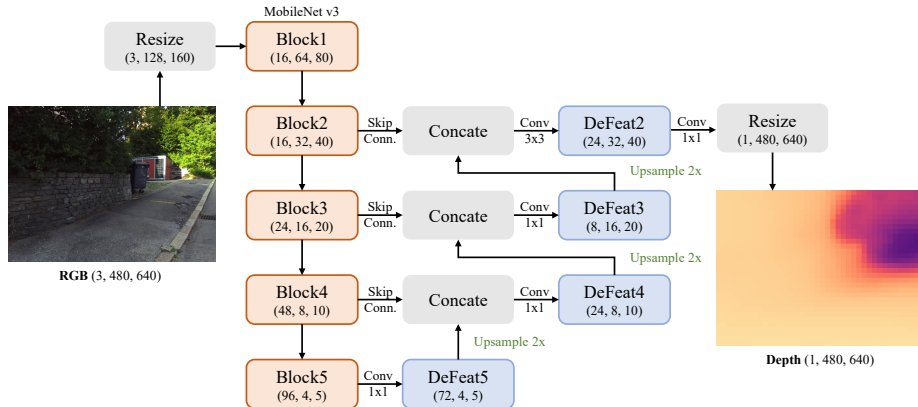 MobileNet v3
Resize
(3, 128, 160)
Block1
(16, 64, 80)
Block2
(16, 32, 40)
Skip
Conn.
Concate
Conv
3x3
DeFeat2
(24, 32, 40)
Conv
1x1
Resize
(1, 480, 640)
Upsample 2x
Block3
(24, 16, 20)
Skip
Conn.
Concate
Conv
1x1
DeFeat3
(8, 16, 20)
Upsample 2x
RGB (3, 480, 640)
Block4
(48, 8, 10)
Skip
Conn.
Concate
Conv
1x1
DeFeat4
(24, 8, 10)
Upsample 2x
Depth (1, 480, 640)
Block5
(96, 4, 5)
Conv
1x1
DeFeat5
(72, 4, 5)